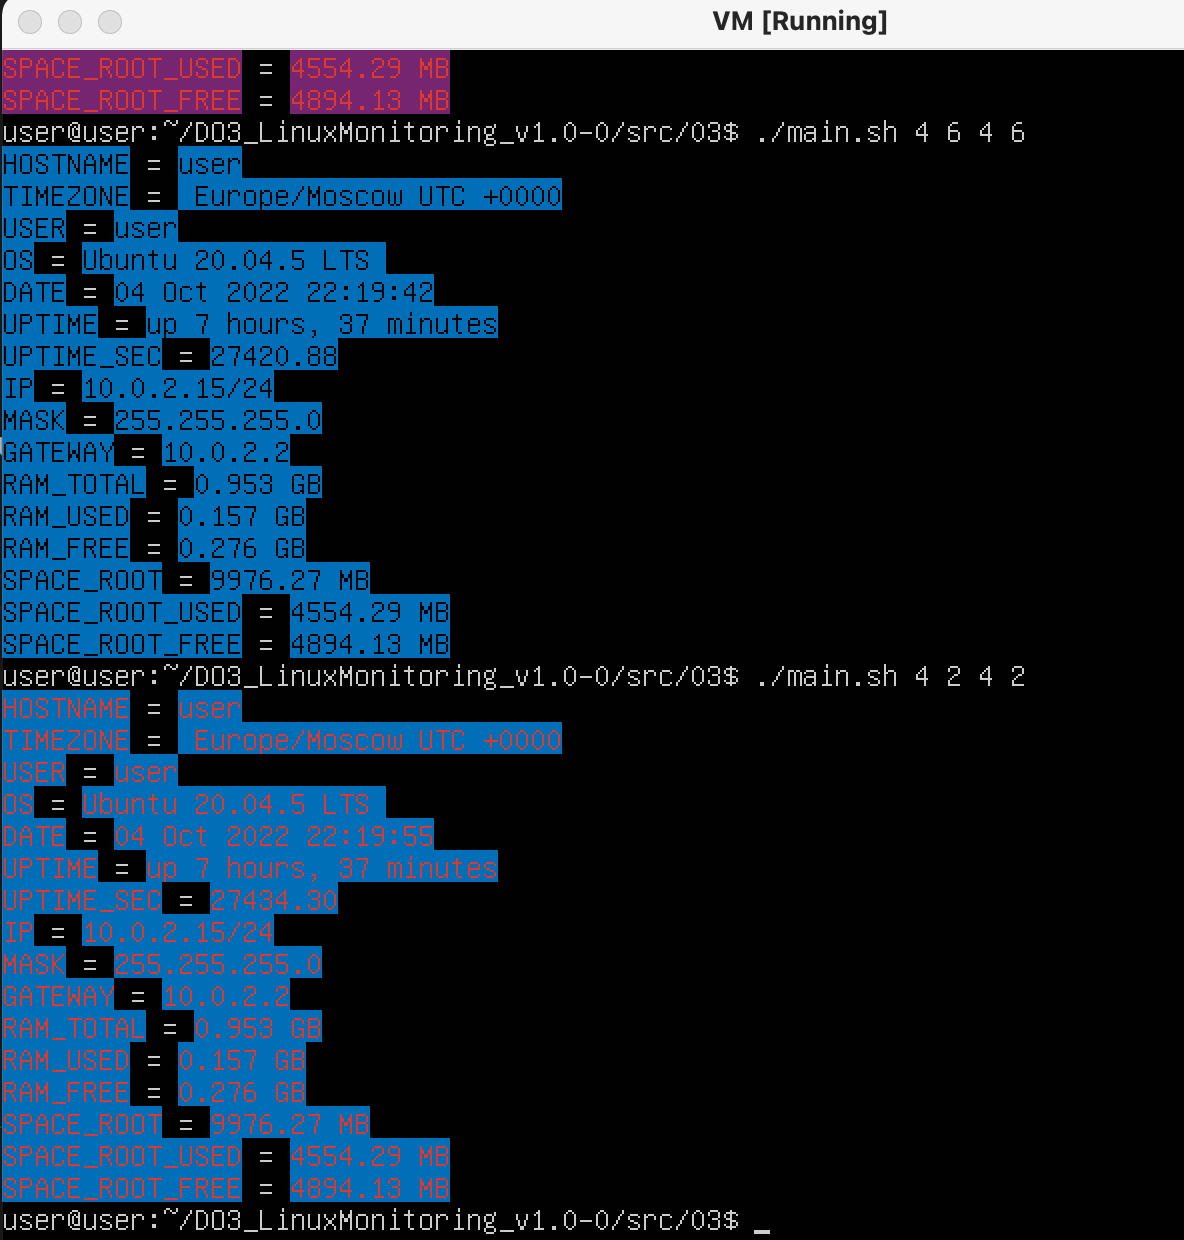 VM [Running]
SPACE_ROOT_USED = 4554.29 MB
SPACE_ROOT_FREE = 4894.13 MB
user@user:~/DO3_LinuxMonitoring_v1.0-0/src/03$ ./main.sh 4 6 4 6
HOSTNAME = user
TIMEZONE =  Europe/Moscow UTC +0000
USER = user
OS = Ubuntu 20.04.5 LTS
DATE = 04 Oct 2022 22:19:42
UPTIME = up 7 hours, 37 minutes
UPTIME_SEC = 27420.88
IP = 10.0.2.15/24
MASK = 255.255.255.0
GATEWAY = 10.0.2.2
RAM_TOTAL = 0.953 GB
RAM_USED = 0.157 GB
RAM_FREE = 0.276 GB
SPACE_ROOT = 9976.27 MB
SPACE_ROOT_USED = 4554.29 MB
SPACE_ROOT_FREE = 4894.13 MB
user@user:~/DO3_LinuxMonitoring_v1.0-0/src/03$ ./main.sh 4 2 4 2
HOSTNAME = user
TIMEZONE =  Europe/Moscow UTC +0000
USER = user
OS = Ubuntu 20.04.5 LTS
DATE = 04 Oct 2022 22:19:55
UPTIME = up 7 hours, 37 minutes
UPTIME_SEC = 27434.30
IP = 10.0.2.15/24
MASK = 255.255.255.0
GATEWAY = 10.0.2.2
RAM_TOTAL = 0.953 GB
RAM_USED = 0.157 GB
RAM_FREE = 0.276 GB
SPACE_ROOT = 9976.27 MB
SPACE_ROOT_USED = 4554.29 MB
SPACE_ROOT_FREE = 4894.13 MB
user@user:~/DO3_LinuxMonitoring_v1.0-0/src/03$ _